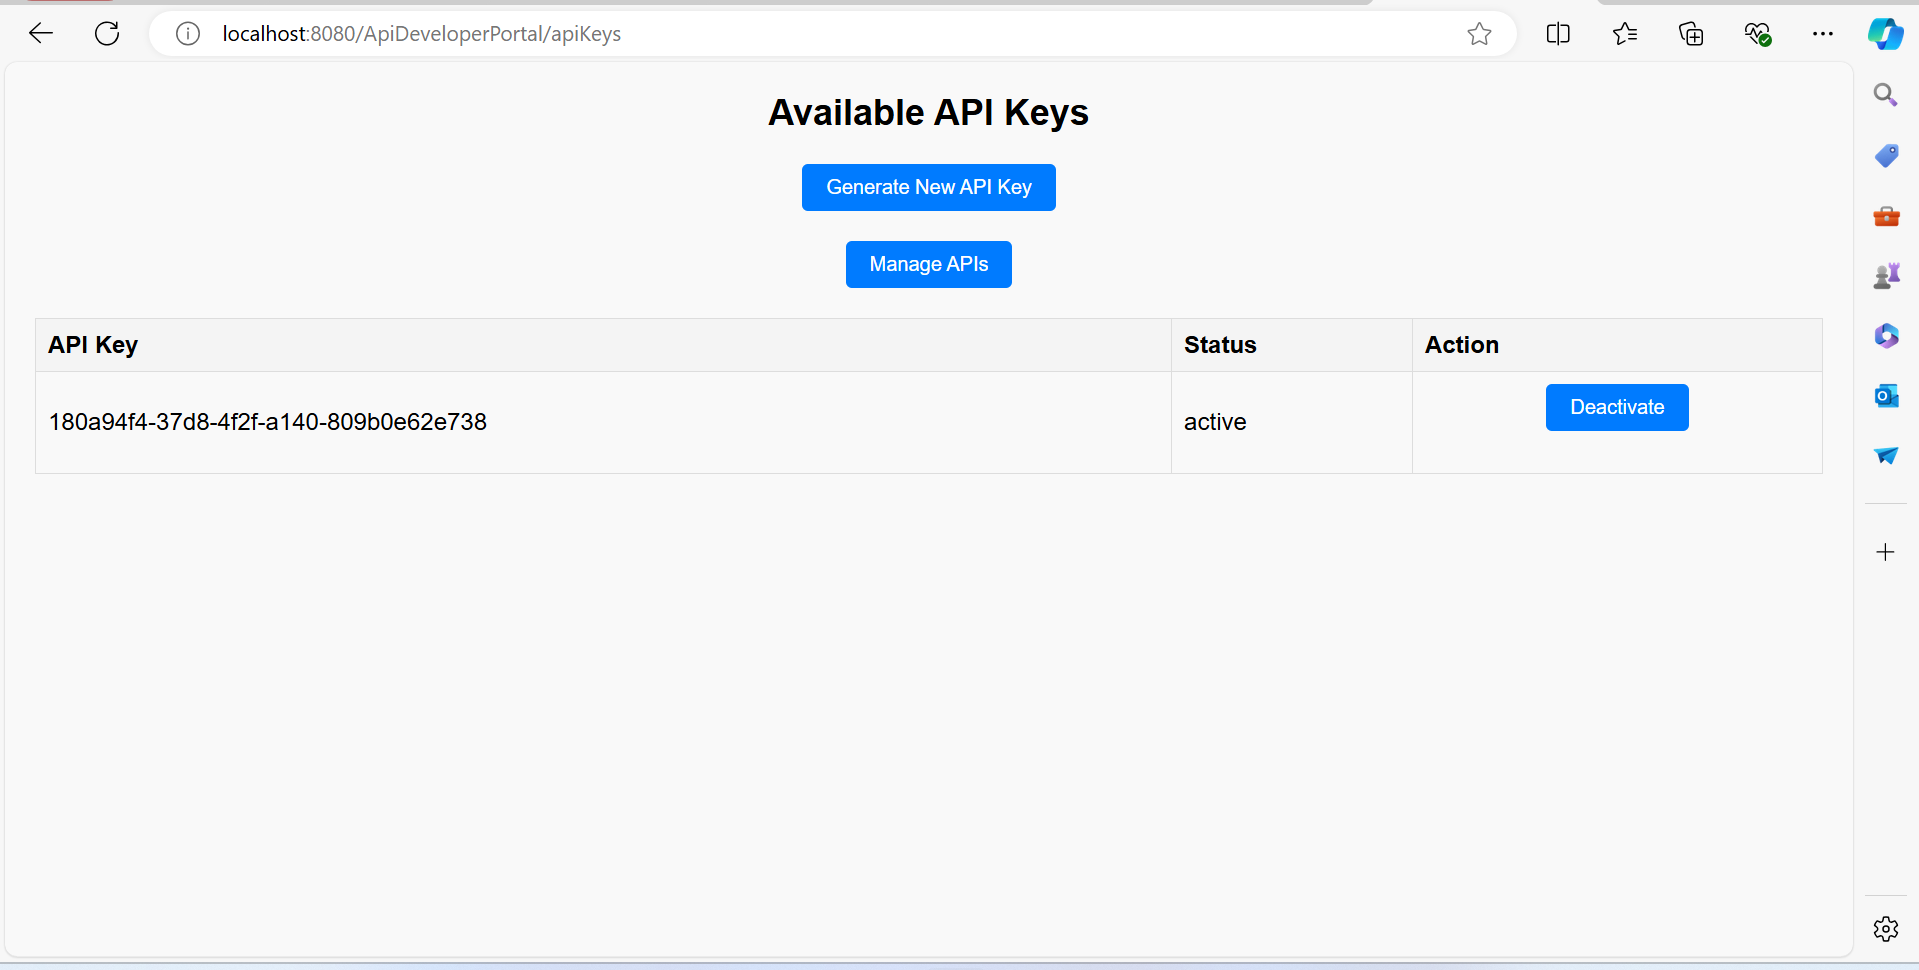 localhost:8080/ApiDeveloperPortal/apiKeys
Available API Keys
Generate New API Key
Manage APIs
API Key Status Action
180a94f4-37d8-4f2f-a140-809b0e62e738 active Deactivate